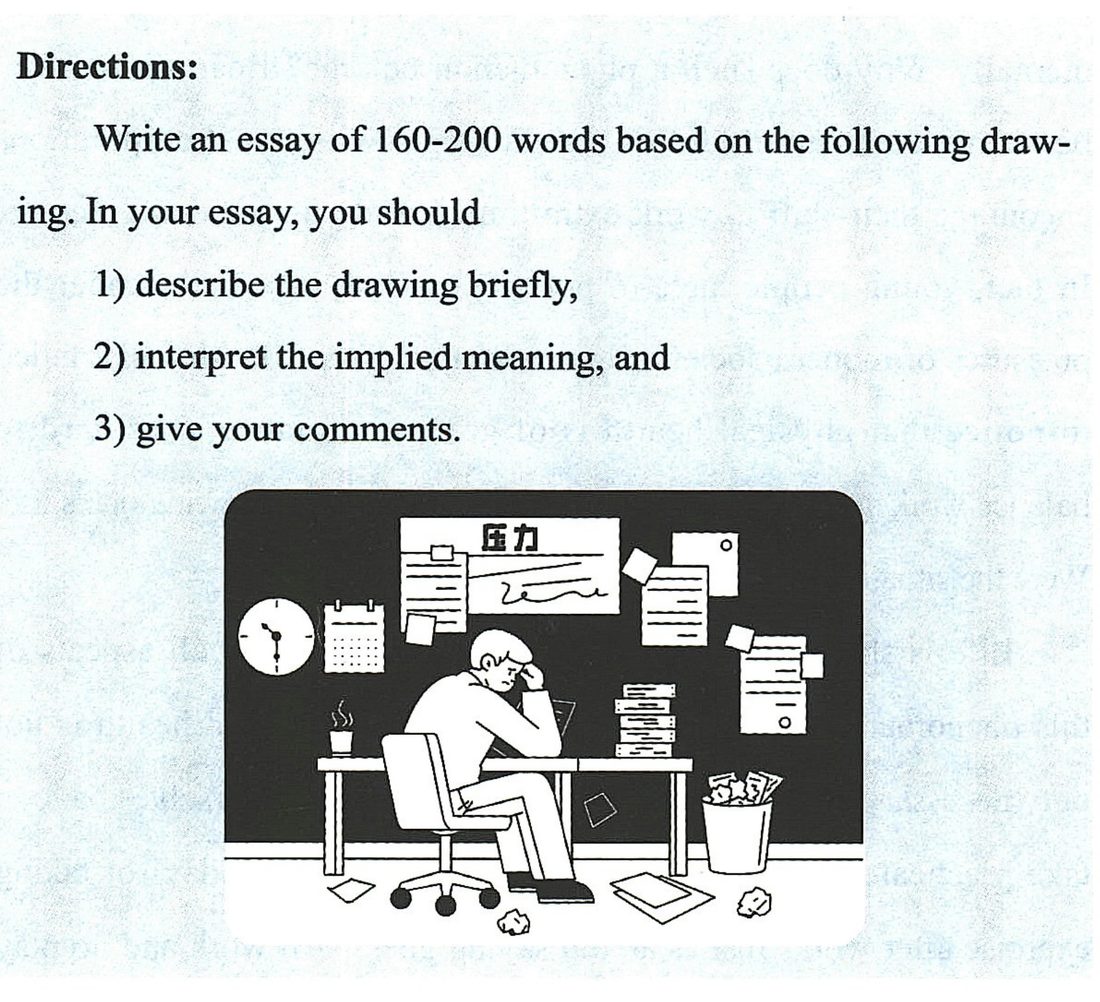 Directions:
Write an essay of 160-200 words based on the following draw-
ing. In your essay, you should
1) describe the drawing briefly,
2) interpret the implied meaning, and
3) give your comments.
压力